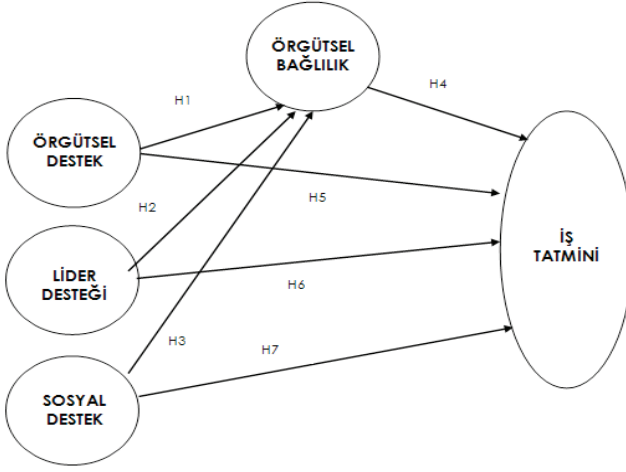 ÖRGÜTSEL
BAĞLILIK
H4
H1
ÖRGÜTSEL
DESTEK
H2
H5
İŞ
TATMİNİ
LİDER
DESTEĞİ
H6
H3
H7
SOSYAL
DESTEK